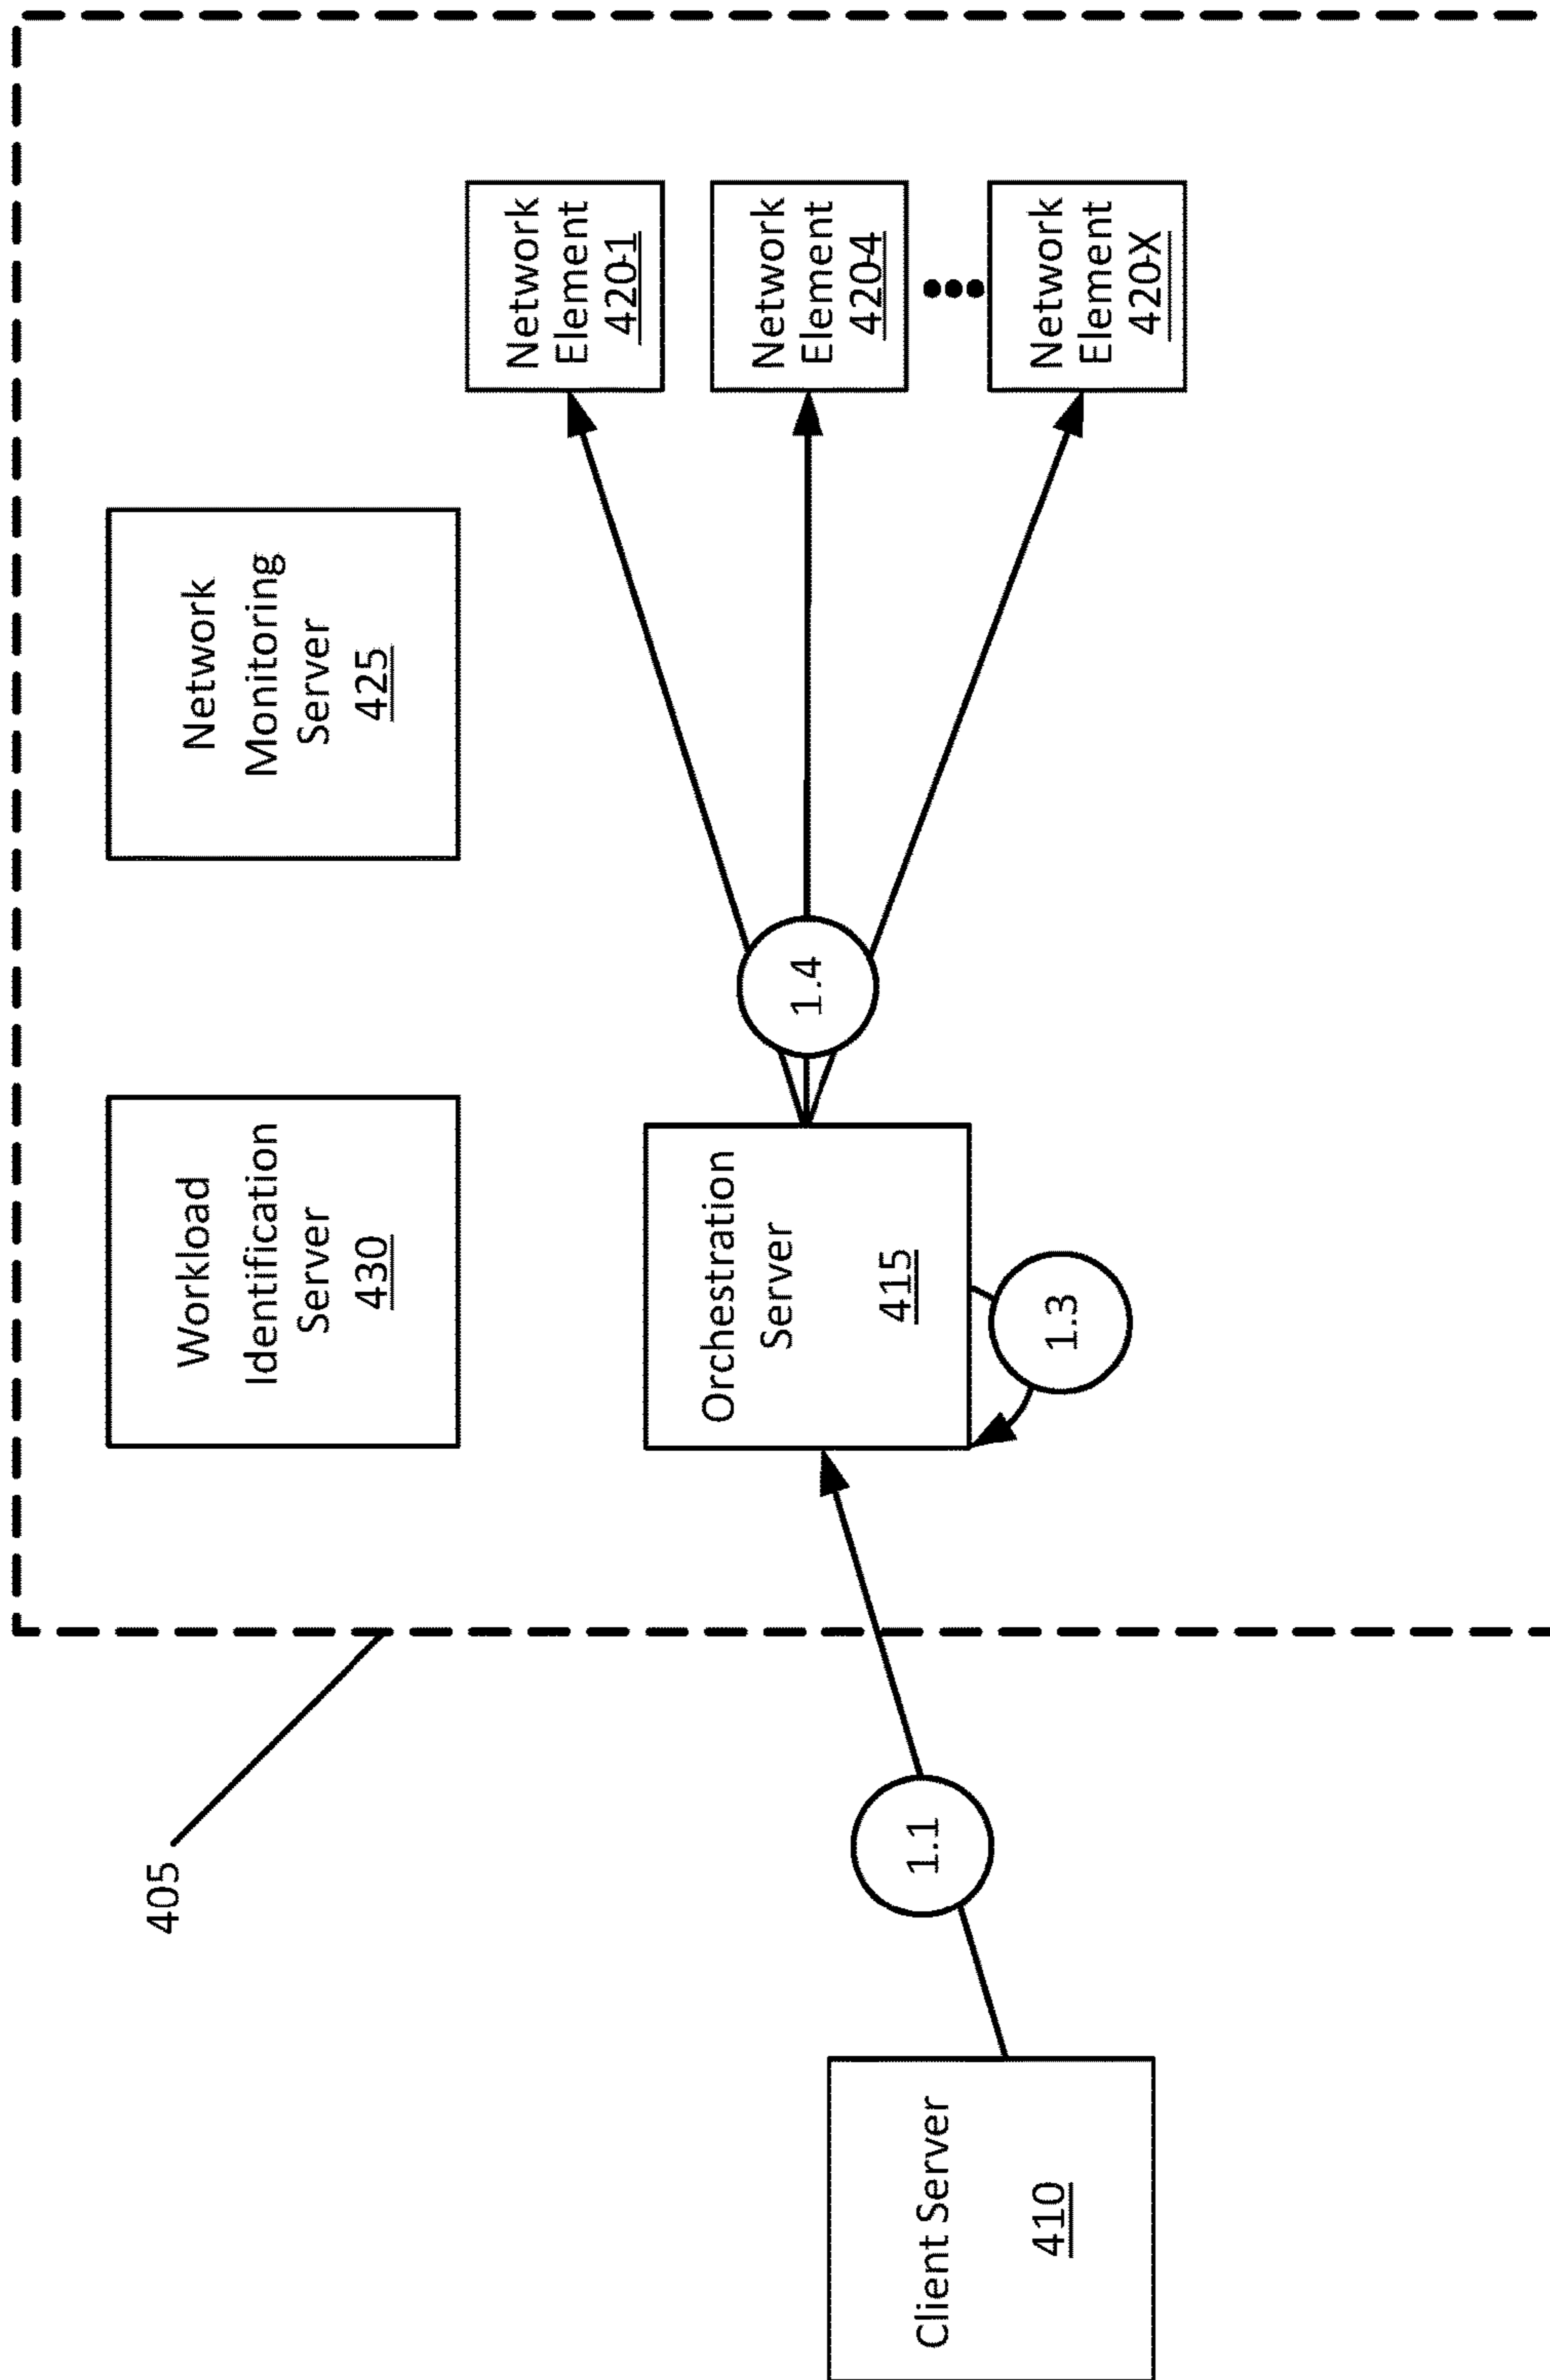 405
Workload
Identification
Server
430
Network
Monitoring
Server
425
Client Server
410
1.1
Orchestration
Server
415
1.3
1.4
Network
Element
420-1
Network
Element
420-4
Network
Element
420-X